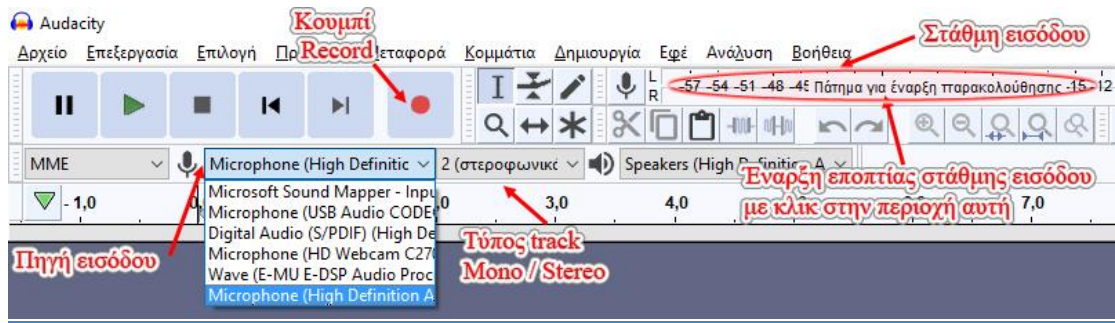 Audacity
Κουμπί
Record
Στάθμη εισόδου
Αρχείο Επεξεργασία Επιλογή Μεταφορά Κομμάτια Δημιουργία Εφέ Ανάλυση Βοήθεια
L
R
-57 -54 -51 -48 -45 Πάτημα για έναρξη παρακολούθησης -15 -12
MME Microphone (High Definitic 2 (στεροφωνικέ Speakers (High Definition A
Έναρξη εποπτίας στάθμης εισόδου
με κλικ στην περιοχή αυτή
- 1,0 3,0 4,0 7,0
Microsoft Sound Mapper - Inpu
Microphone (USB Audio CODE
Digital Audio (S/PDIF) (High De
Microphone (HD Webcam C270
Wave (E-MU E-DSP Audio Proc
Microphone (High Definition A
Πηγή εισόδου
Τύπος track
Mono / Stereo